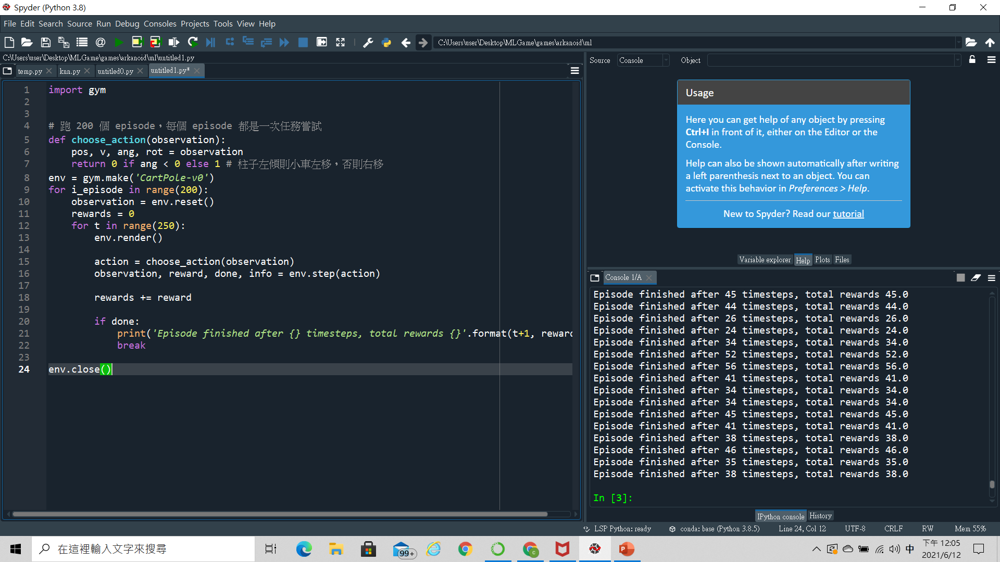 Spyder (Python 3.8)
File Edit Search Source Run Debug Consoles Projects Tools View Help
C:\Users\user\Desktop\MLGame\games\arkanoid\ml
C:\Users\user\Desktop\MLGame\games\arkanoid\ml\untitled1.py
temp.py knn.py untitled0.py untitled1.py*
1 import gym
2
3
4 # 跑 200 個 episode，每個 episode 都是一次任務嘗試
5 def choose_action(observation):
6     pos, v, ang, rot = observation
7     return 0 if ang < 0 else 1 # 柱子左傾則小車左移，否則右移
8 env = gym.make('CartPole-v0')
9 for i_episode in range(200):
10     observation = env.reset()
11     rewards = 0
12     for t in range(250):
13         env.render()
14
15         action = choose_action(observation)
16         observation, reward, done, info = env.step(action)
17
18         rewards += reward
19
20         if done:
21             print('Episode finished after {} timesteps, total rewards {}'.format(t+1, reward
22             break
23
24 env.close()
Source Console Object
Usage
Here you can get help of any object by pressing
Ctrl+I in front of it, either on the Editor or the
Console.
Help can also be shown automatically after writing
a left parenthesis next to an object. You can
activate this behavior in Preferences > Help.
New to Spyder? Read our tutorial
Variable explorer Help Plots Files
Console 1/A
Episode finished after 45 timesteps, total rewards 45.0
Episode finished after 44 timesteps, total rewards 44.0
Episode finished after 26 timesteps, total rewards 26.0
Episode finished after 24 timesteps, total rewards 24.0
Episode finished after 34 timesteps, total rewards 34.0
Episode finished after 52 timesteps, total rewards 52.0
Episode finished after 56 timesteps, total rewards 56.0
Episode finished after 41 timesteps, total rewards 41.0
Episode finished after 34 timesteps, total rewards 34.0
Episode finished after 34 timesteps, total rewards 34.0
Episode finished after 45 timesteps, total rewards 45.0
Episode finished after 41 timesteps, total rewards 41.0
Episode finished after 38 timesteps, total rewards 38.0
Episode finished after 46 timesteps, total rewards 46.0
Episode finished after 35 timesteps, total rewards 35.0
Episode finished after 38 timesteps, total rewards 38.0
In [3]:
IPython console History
LSP Python: ready conda: base (Python 3.8.5) Line 24, Col 12 UTF-8 CRLF RW Mem 55%
在這裡輸入文字來搜尋
99+
中
下午 12:05
2021/6/12